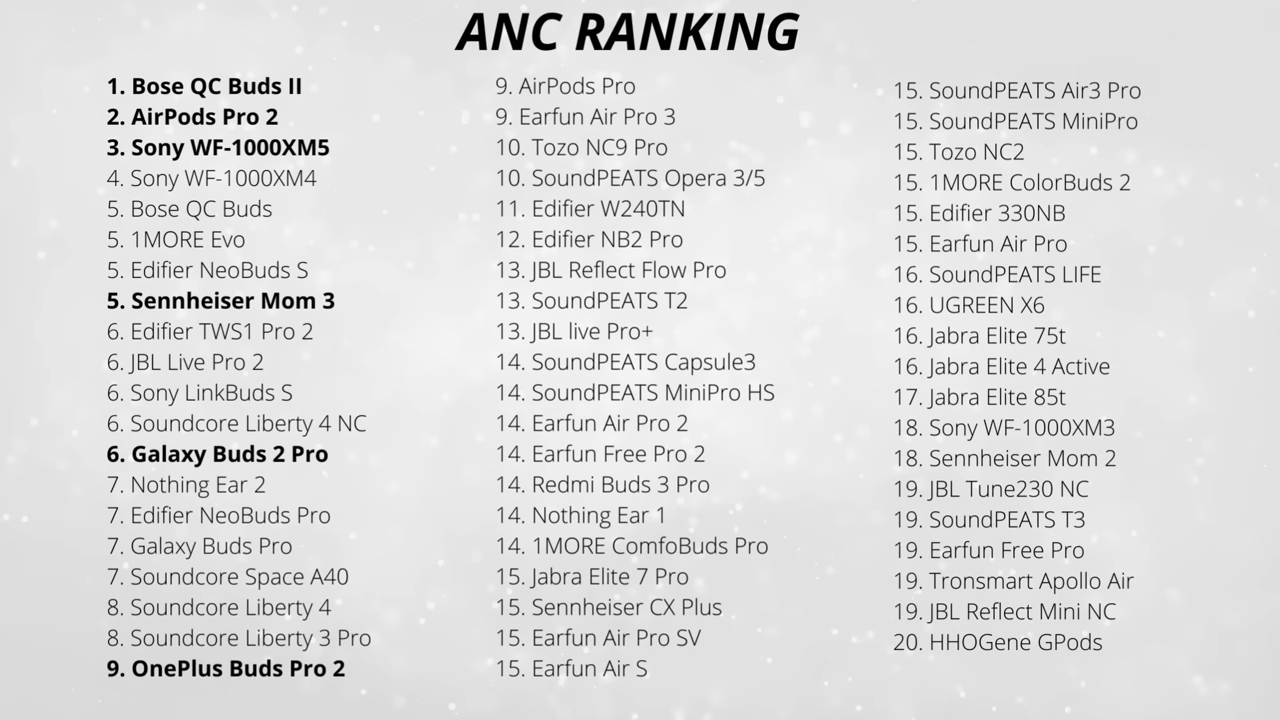 ANC RANKING
1. Bose QC Buds II
2. AirPods Pro 2
3. Sony WF-1000XM5
4. Sony WF-1000XM4
5. Bose QC Buds
5. 1MORE Evo
5. Edifier NeoBuds S
5. Sennheiser Mom 3
6. Edifier TWS1 Pro 2
6. JBL Live Pro 2
6. Sony LinkBuds S
6. Soundcore Liberty 4 NC
6. Galaxy Buds 2 Pro
7. Nothing Ear 2
7. Edifier NeoBuds Pro
7. Galaxy Buds Pro
7. Soundcore Space A40
8. Soundcore Liberty 4
8. Soundcore Liberty 3 Pro
9. OnePlus Buds Pro 2
9. AirPods Pro
9. Earfun Air Pro 3
10. Tozo NC9 Pro
10. SoundPEATS Opera 3/5
11. Edifier W240TN
12. Edifier NB2 Pro
13. JBL Reflect Flow Pro
13. SoundPEATS T2
13. JBL live Pro+
14. SoundPEATS Capsule3
14. SoundPEATS MiniPro HS
14. Earfun Air Pro 2
14. Earfun Free Pro 2
14. Redmi Buds 3 Pro
14. Nothing Ear 1
14. 1MORE ComfoBuds Pro
15. Jabra Elite 7 Pro
15. Sennheiser CX Plus
15. Earfun Air Pro SV
15. Earfun Air S
15. SoundPEATS Air3 Pro
15. SoundPEATS MiniPro
15. Tozo NC2
15. 1MORE ColorBuds 2
15. Edifier 330NB
15. Earfun Air Pro
16. SoundPEATS LIFE
16. UGREEN X6
16. Jabra Elite 75t
16. Jabra Elite 4 Active
17. Jabra Elite 85t
18. Sony WF-1000XM3
18. Sennheiser Mom 2
19. JBL Tune230 NC
19. SoundPEATS T3
19. Earfun Free Pro
19. Tronsmart Apollo Air
19. JBL Reflect Mini NC
20. HHOGene GPods